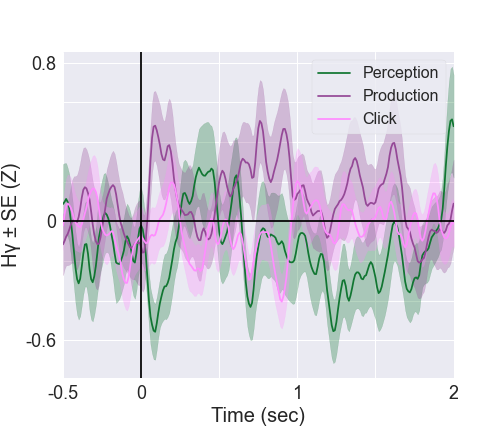 Perception
Production
Click
0.8
0
-0.6
Hγ ± SE (Z)
-0.5
0
1
2
Time (sec)